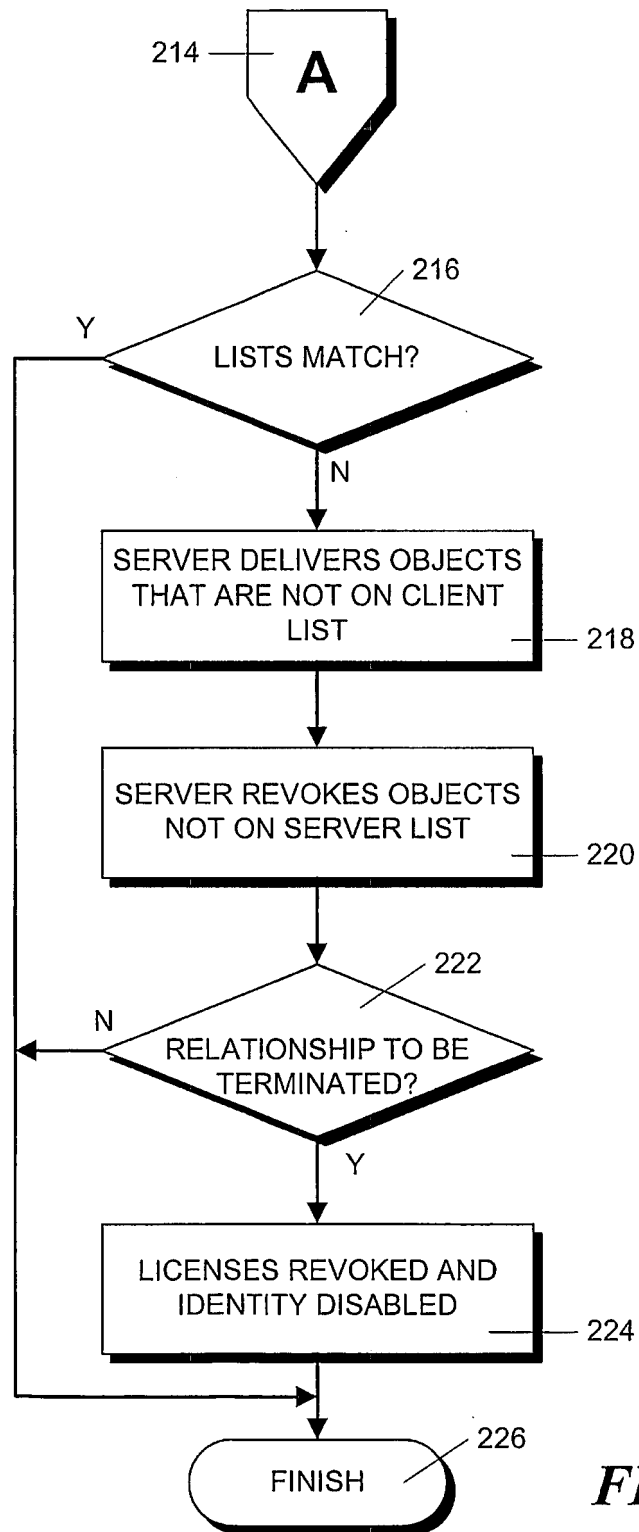 214
A
216
Y
LISTS MATCH?
N
SERVER DELIVERS OBJECTS
THAT ARE NOT ON CLIENT
LIST
218
SERVER REVOKES OBJECTS
NOT ON SERVER LIST
220
222
N
RELATIONSHIP TO BE
TERMINATED?
Y
LICENSES REVOKED AND
IDENTITY DISABLED
224
226
FINISH